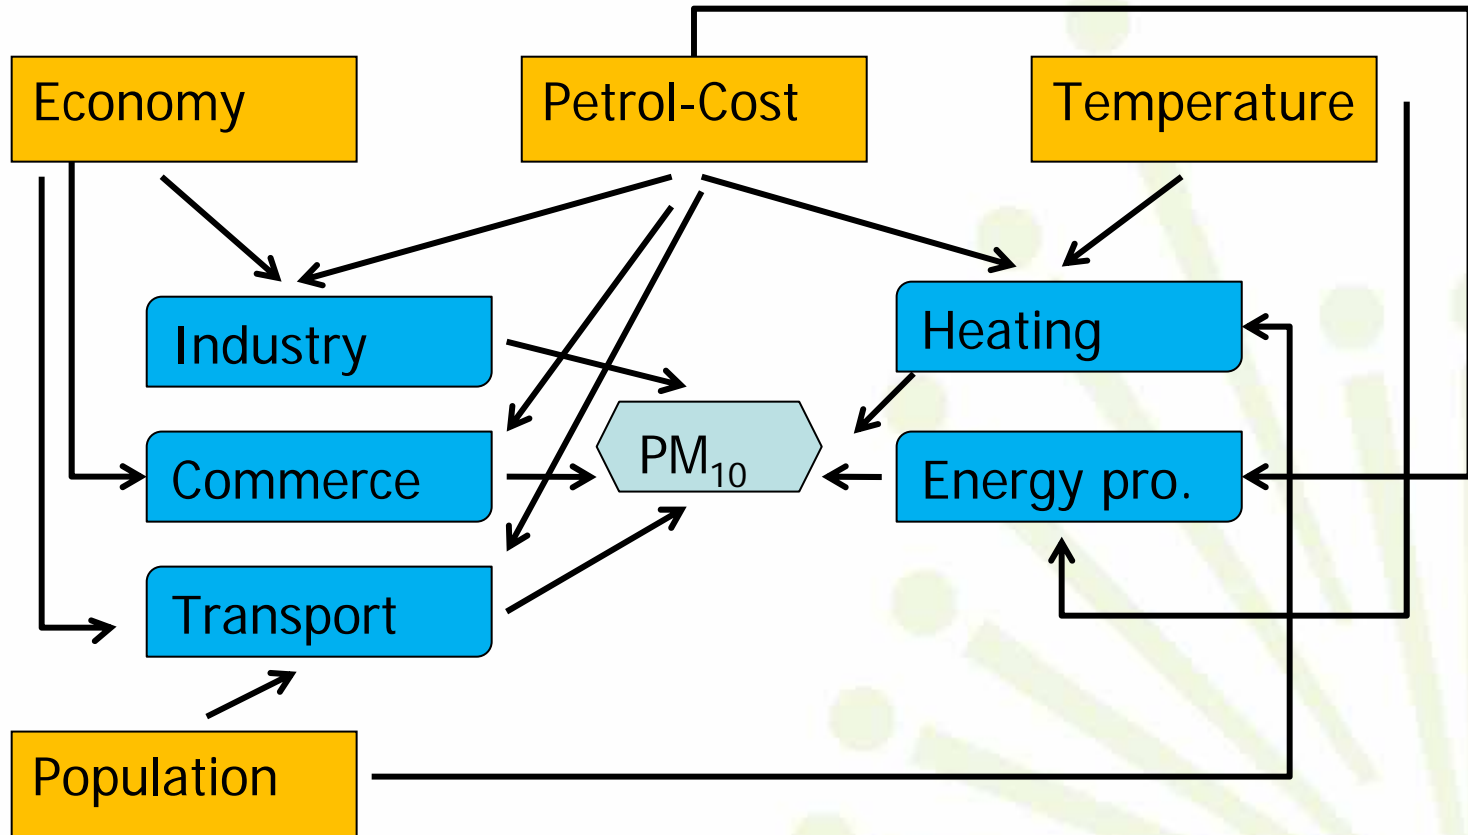 Economy
Petrol-Cost
Temperature
Industry
Heating
Commerce
PM₁₀
Energy pro.
Transport
Population